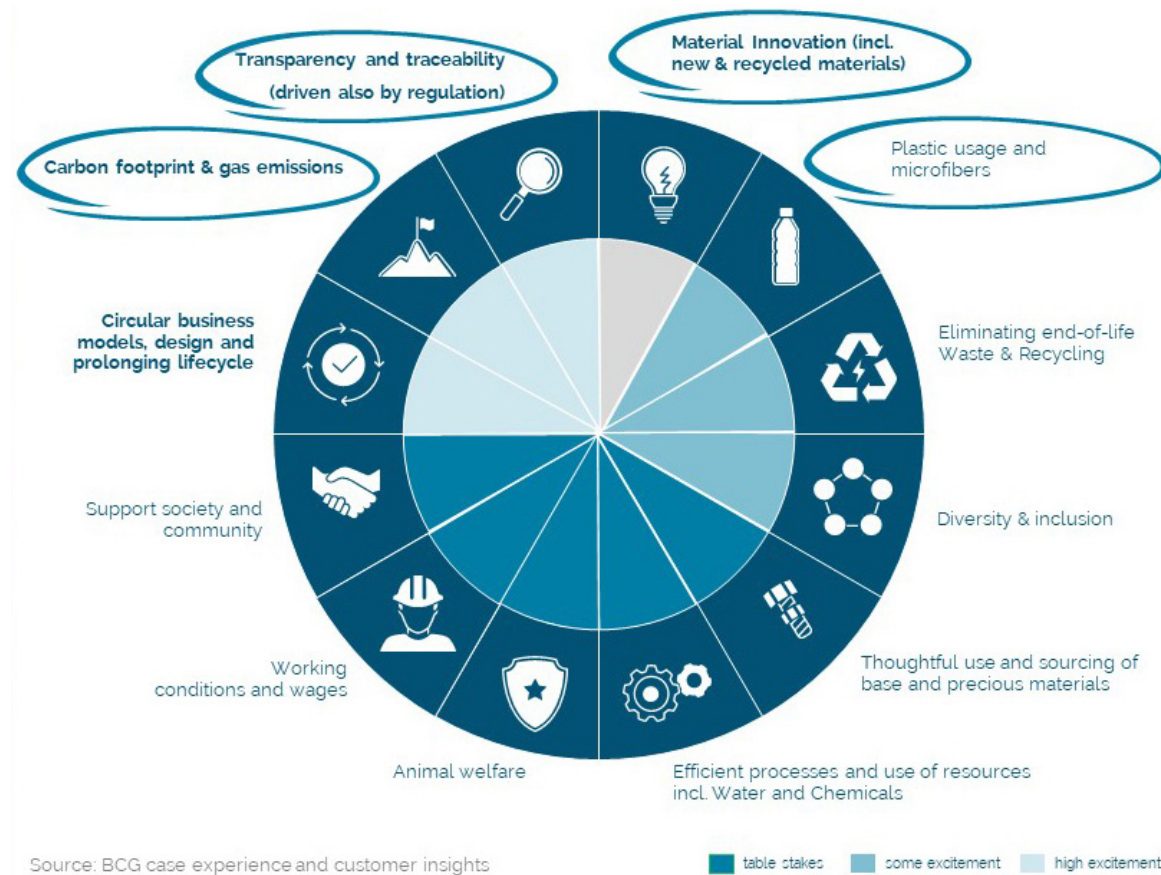 Material Innovation (incl.
new & recycled materials)
Transparency and traceability
(driven also by regulation)
Plastic usage and
microfibers
Carbon footprint & gas emissions
Circular business
models, design and
prolonging lifecycle
Eliminating end-of-life
Waste & Recycling
Support society and
community
Diversity & inclusion
Working
conditions and wages
Thoughtful use and sourcing of
base and precious materials
Animal welfare
Efficient processes and use of resources
incl. Water and Chemicals
Source: BCG case experience and customer insights
table stakes
some excitement
high excitement